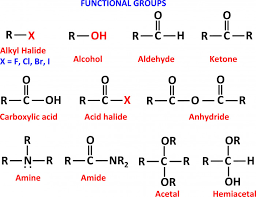 FUNCTIONAL GROUPS
R—X
Alkyl Halide
X = F, Cl, Br, I
R—OH
Alcohol
O
R—C—H
Aldehyde
O
R—C—R
Ketone
O
R—C—OH
Carboxylic acid
O
R—C—X
Acid halide
O O
R—C—O—C—R
Anhydride
R
R—N—R
Amine
O
R—C—NR2
Amide
OR
R—C—R
OR
Acetal
OR
R—C—H
OH
Hemiacetal